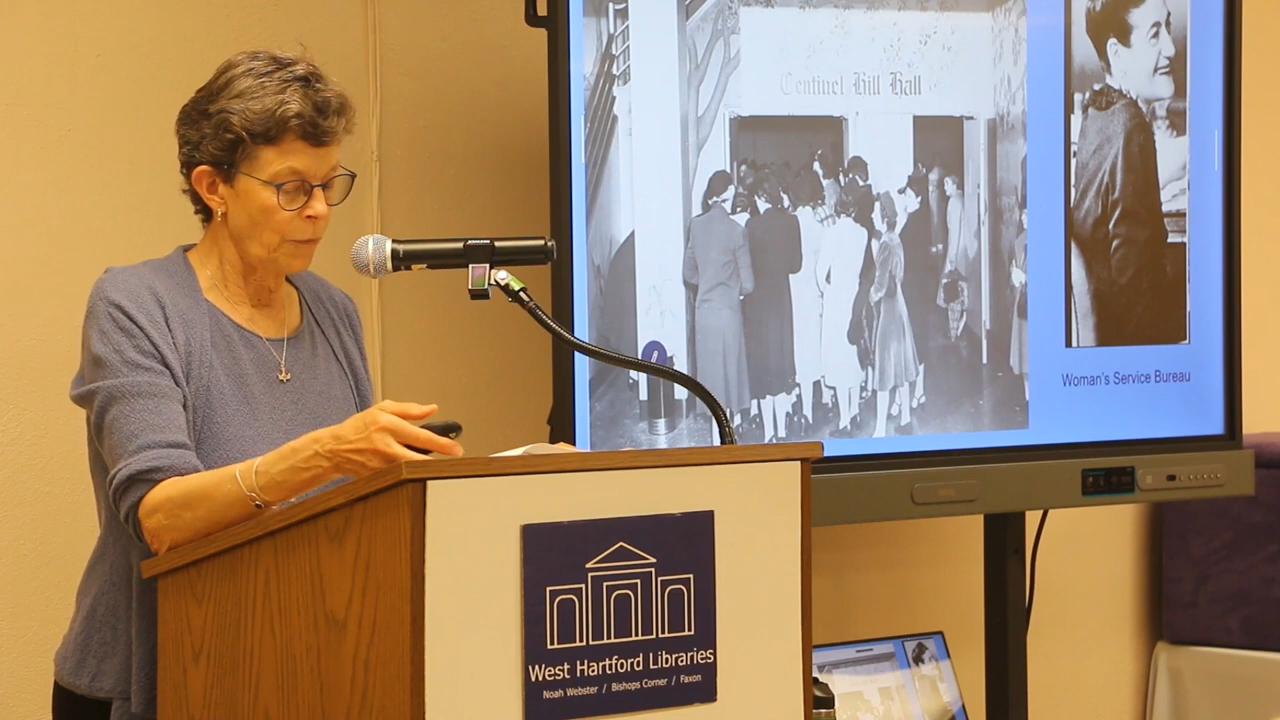 Centinel Hill Hall
Woman's Service Bureau
West Hartford Libraries
Noah Webster / Bishops Corner / Faxon